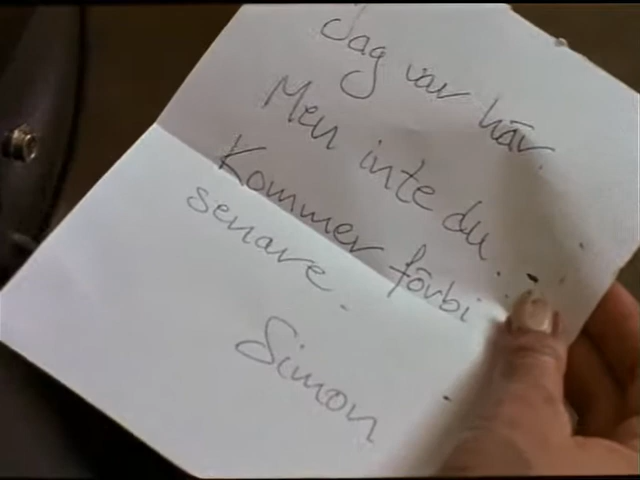 Jag var här.
Men inte du...
Kommer förbi
senare.
Simon